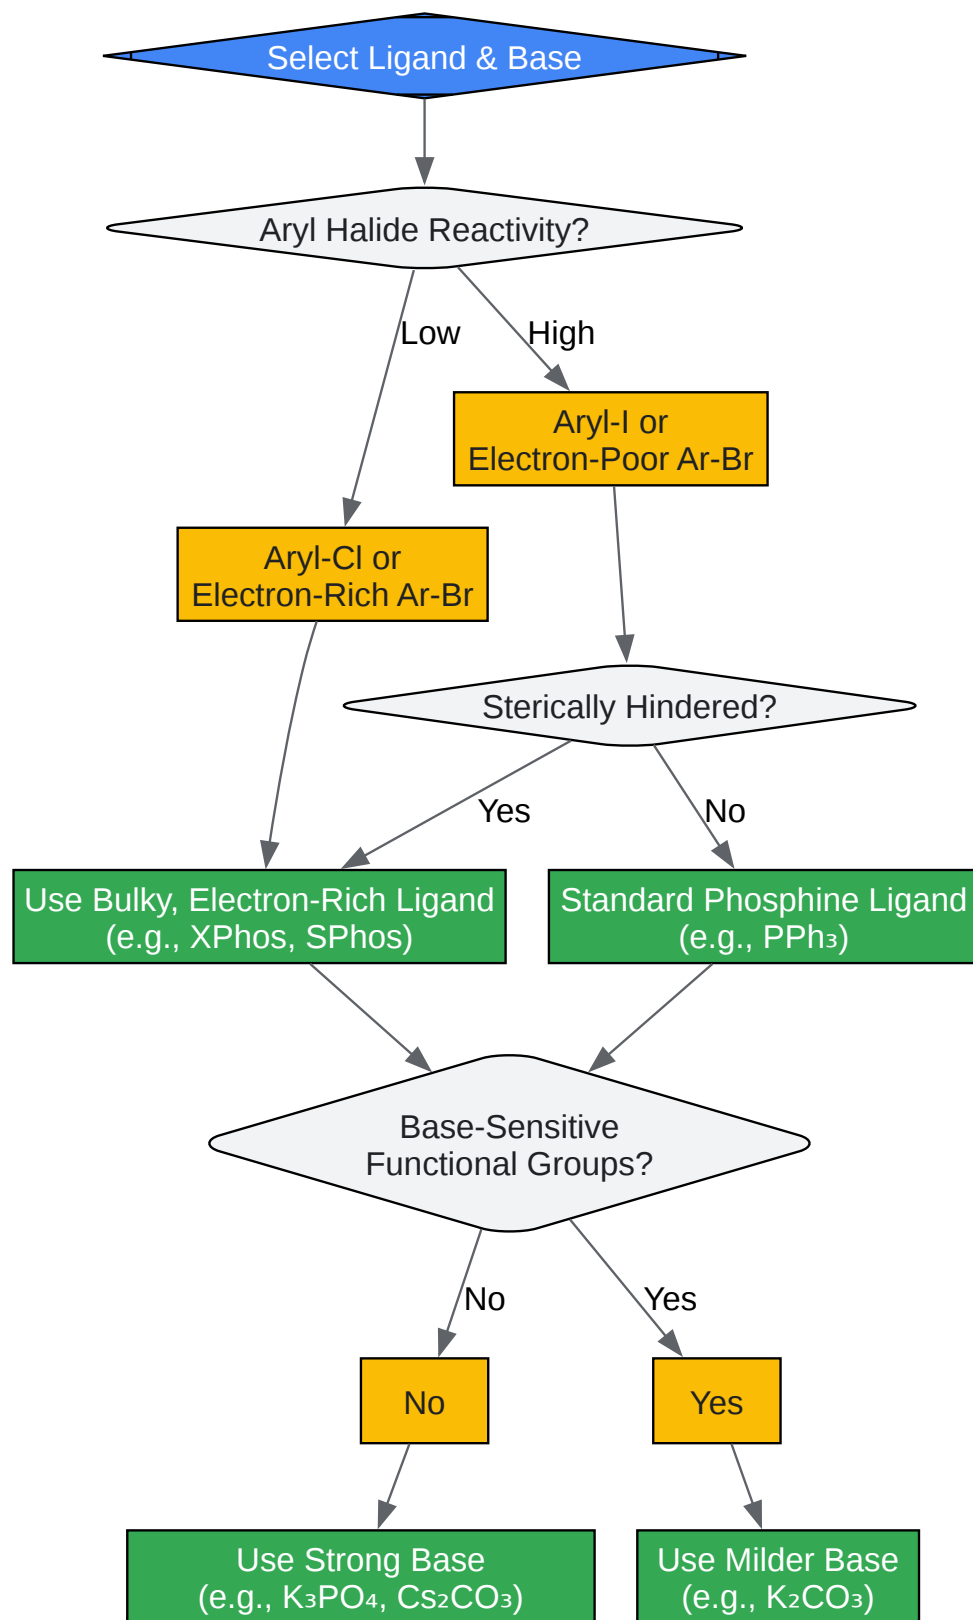 Select Ligand & Base
Aryl Halide Reactivity?
Low
High
Aryl-I or
Electron-Poor Ar-Br
Aryl-Cl or
Electron-Rich Ar-Br
Sterically Hindered?
Yes
No
Use Bulky, Electron-Rich Ligand
(e.g., XPhos, SPhos)
Standard Phosphine Ligand
(e.g., PPh₃)
Base-Sensitive
Functional Groups?
No
Yes
No
Yes
Use Strong Base
(e.g., K₃PO₄, Cs₂CO₃)
Use Milder Base
(e.g., K₂CO₃)